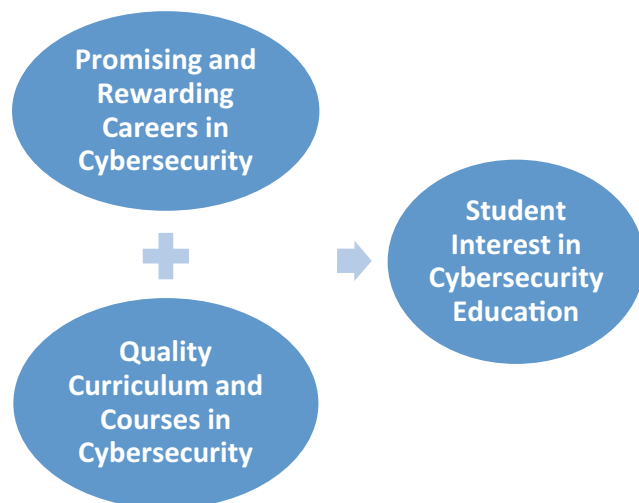 Promising and
Rewarding
Careers in
Cybersecurity
Quality
Curriculum and
Courses in
Cybersecurity
Student
Interest in
Cybersecurity
Education